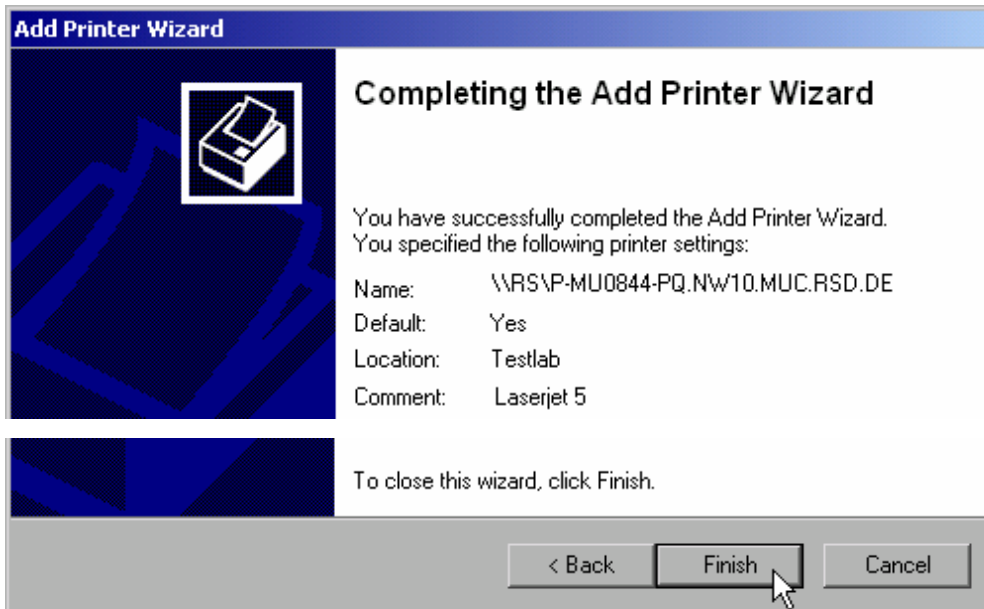 Add Printer Wizard
Completing the Add Printer Wizard
You have successfully completed the Add Printer Wizard.
You specified the following printer settings:
Name: \\RS\P-MU0844-PQ.NW10.MUC.RSD.DE
Default: Yes
Location: Testlab
Comment: Laserjet 5
To close this wizard, click Finish.
< Back Finish Cancel